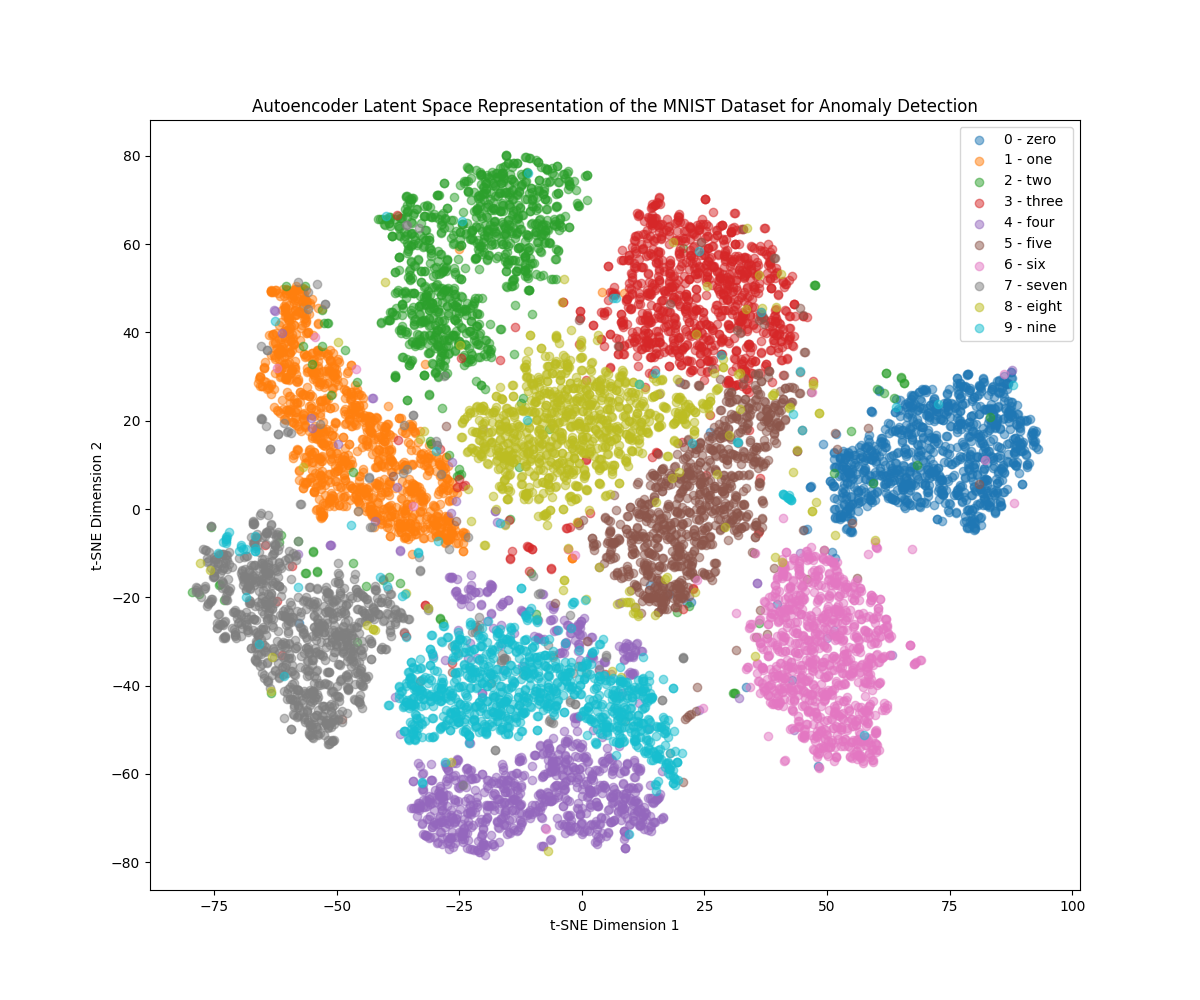 Autoencoder Latent Space Representation of the MNIST Dataset for Anomaly Detection
0 - zero
1 - one
2 - two
3 - three
4 - four
5 - five
6 - six
7 - seven
8 - eight
9 - nine
80
60
40
20
0
−20
−40
−60
−80
t-SNE Dimension 2
−75
−50
−25
0
25
50
75
100
t-SNE Dimension 1